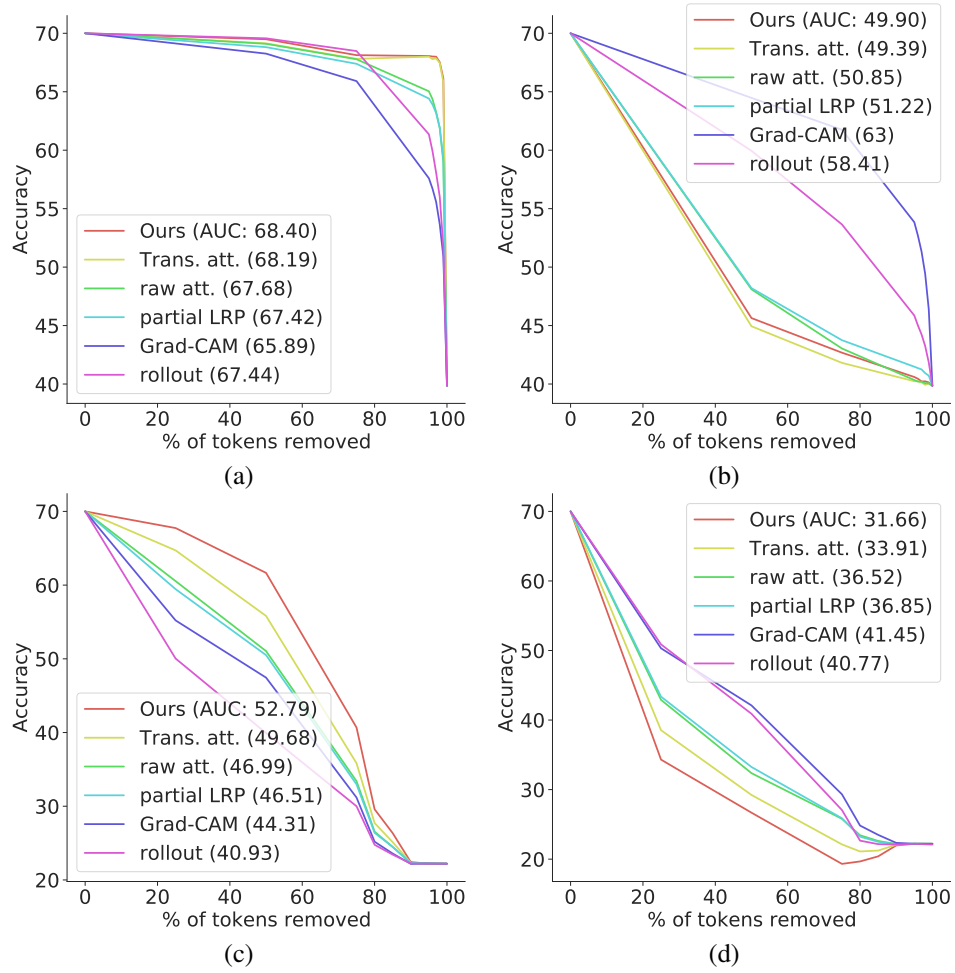 70
65
60
55
50
45
40
Accuracy
Ours (AUC: 68.40)
Trans. att. (68.19)
raw att. (67.68)
partial LRP (67.42)
Grad-CAM (65.89)
rollout (67.44)
0 20 40 60 80 100
% of tokens removed
(a)
70
65
60
55
50
45
40
Accuracy
Ours (AUC: 49.90)
Trans. att. (49.39)
raw att. (50.85)
partial LRP (51.22)
Grad-CAM (63)
rollout (58.41)
0 20 40 60 80 100
% of tokens removed
(b)
70
60
50
40
30
20
Accuracy
Ours (AUC: 52.79)
Trans. att. (49.68)
raw att. (46.99)
partial LRP (46.51)
Grad-CAM (44.31)
rollout (40.93)
0 20 40 60 80 100
% of tokens removed
(c)
70
60
50
40
30
20
Accuracy
Ours (AUC: 31.66)
Trans. att. (33.91)
raw att. (36.52)
partial LRP (36.85)
Grad-CAM (41.45)
rollout (40.77)
0 20 40 60 80 100
% of tokens removed
(d)